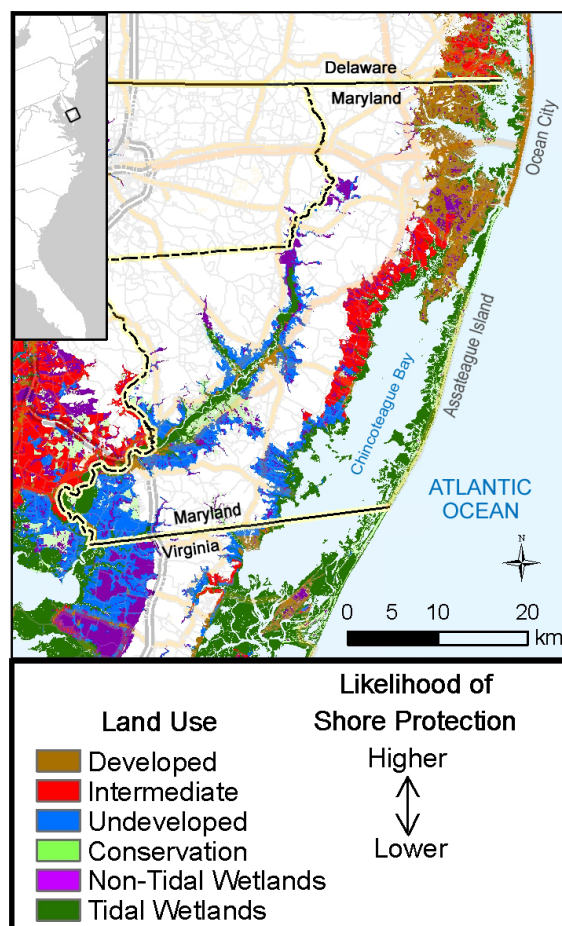 Delaware
Maryland
Ocean City
Assateague Island
Chincoteague Bay
ATLANTIC
OCEAN
Maryland
Virginia
N
0 5 10 20
km
Likelihood of
Land Use Shore Protection
Developed Higher
Intermediate
Undeveloped
Conservation Lower
Non-Tidal Wetlands
Tidal Wetlands